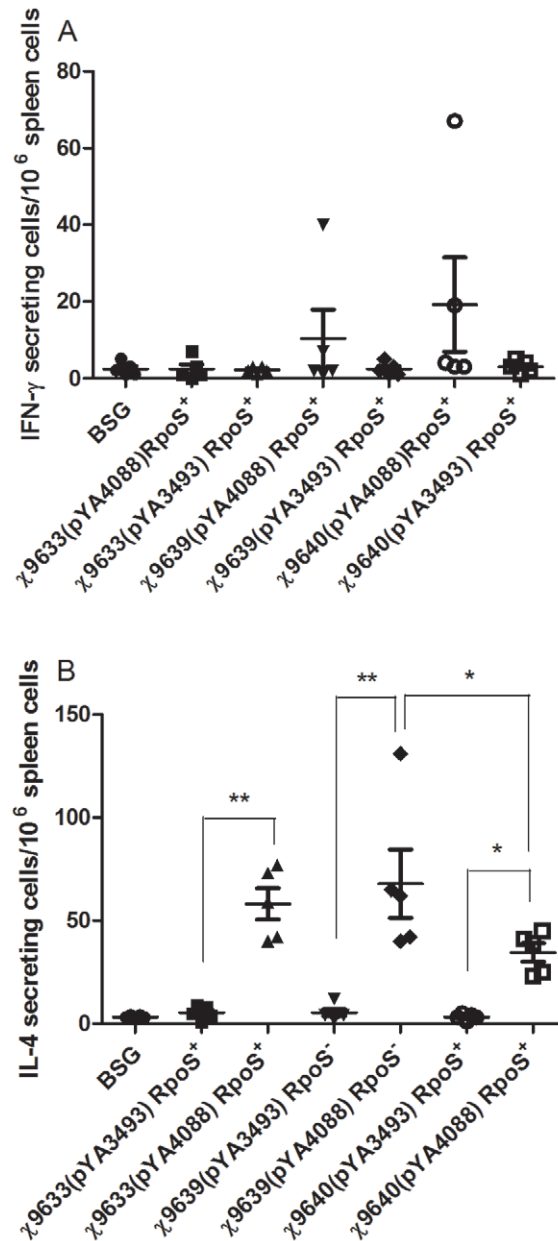 A
IFN-γ secreting cells/10⁶ spleen cells
80
60
40
20
0
BSG
χ9633(pYA4088)RpoS⁺
χ9633(pYA3493) RpoS⁺
χ9639(pYA4088) RpoS⁺
χ9639(pYA3493) RpoS⁺
χ9640(pYA4088)RpoS⁺
χ9640(pYA3493) RpoS⁺
B
IL-4 secreting cells/10⁶ spleen cells
150
100
50
0
**
**
*
*
BSG
χ9633(pYA3493) RpoS⁺
χ9633(pYA4088) RpoS⁺
χ9639(pYA3493) RpoS⁻
χ9639(pYA4088) RpoS⁻
χ9640(pYA3493) RpoS⁺
χ9640(pYA4088) RpoS⁺